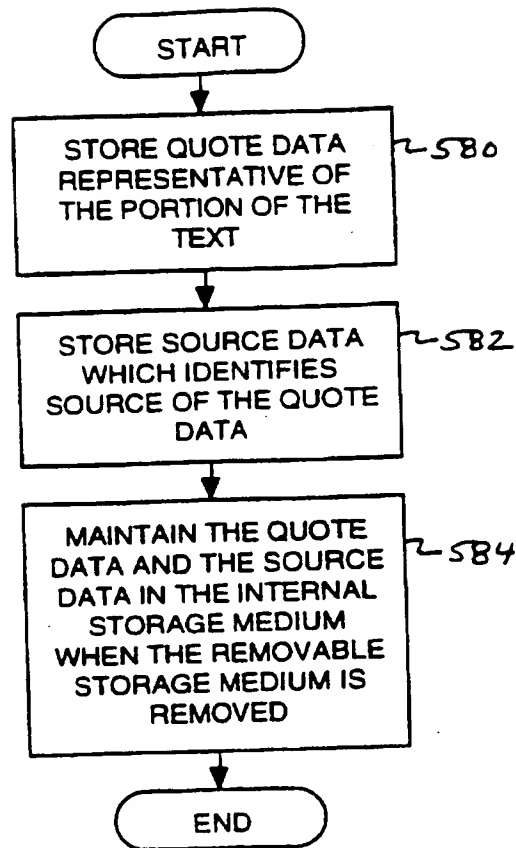 START
STORE QUOTE DATA
REPRESENTATIVE OF
THE PORTION OF THE
TEXT
580
STORE SOURCE DATA
WHICH IDENTIFIES
SOURCE OF THE QUOTE
DATA
582
MAINTAIN THE QUOTE
DATA AND THE SOURCE
DATA IN THE INTERNAL
STORAGE MEDIUM
WHEN THE REMOVABLE
STORAGE MEDIUM IS
REMOVED
584
END